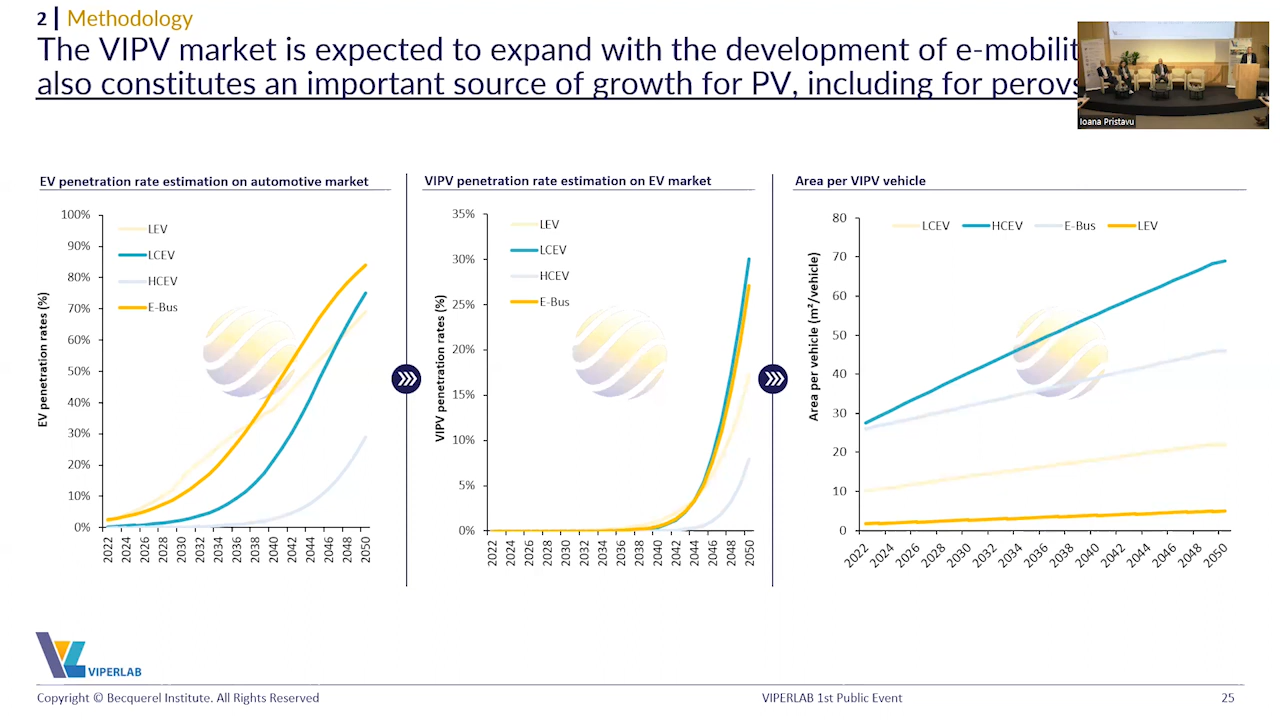 2 | Methodology
The VIPV market is expected to expand with the development of
also constitutes an important source of growth for PV, including for
Ioana Pristavu
EV penetration rate estimation on automotive market
100%
90%
80%
70%
60%
50%
40%
30%
20%
10%
0%
EV penetration rates (%)
LEV
LCEV
HCEV
E-Bus
2022 2024 2026 2028 2030 2032 2034 2036 2038 2040 2042 2044 2046 2048 2050
VIPV penetration rate estimation on EV market
35%
30%
25%
20%
15%
10%
5%
0%
VIPV penetration rates (%)
LEV
LCEV
HCEV
E-Bus
2022 2024 2026 2028 2030 2032 2034 2036 2038 2040 2042 2044 2046 2048 2050
Area per VIPV vehicle
80
70
60
50
40
30
20
10
0
Area per vehicle (m²/vehicle)
LCEV HCEV E-Bus LEV
2022 2024 2026 2028 2030 2032 2034 2036 2038 2040 2042 2044 2046 2048 2050
VIPERLAB
Copyright © Becquerel Institute. All Rights Reserved
VIPERLAB 1st Public Event
25